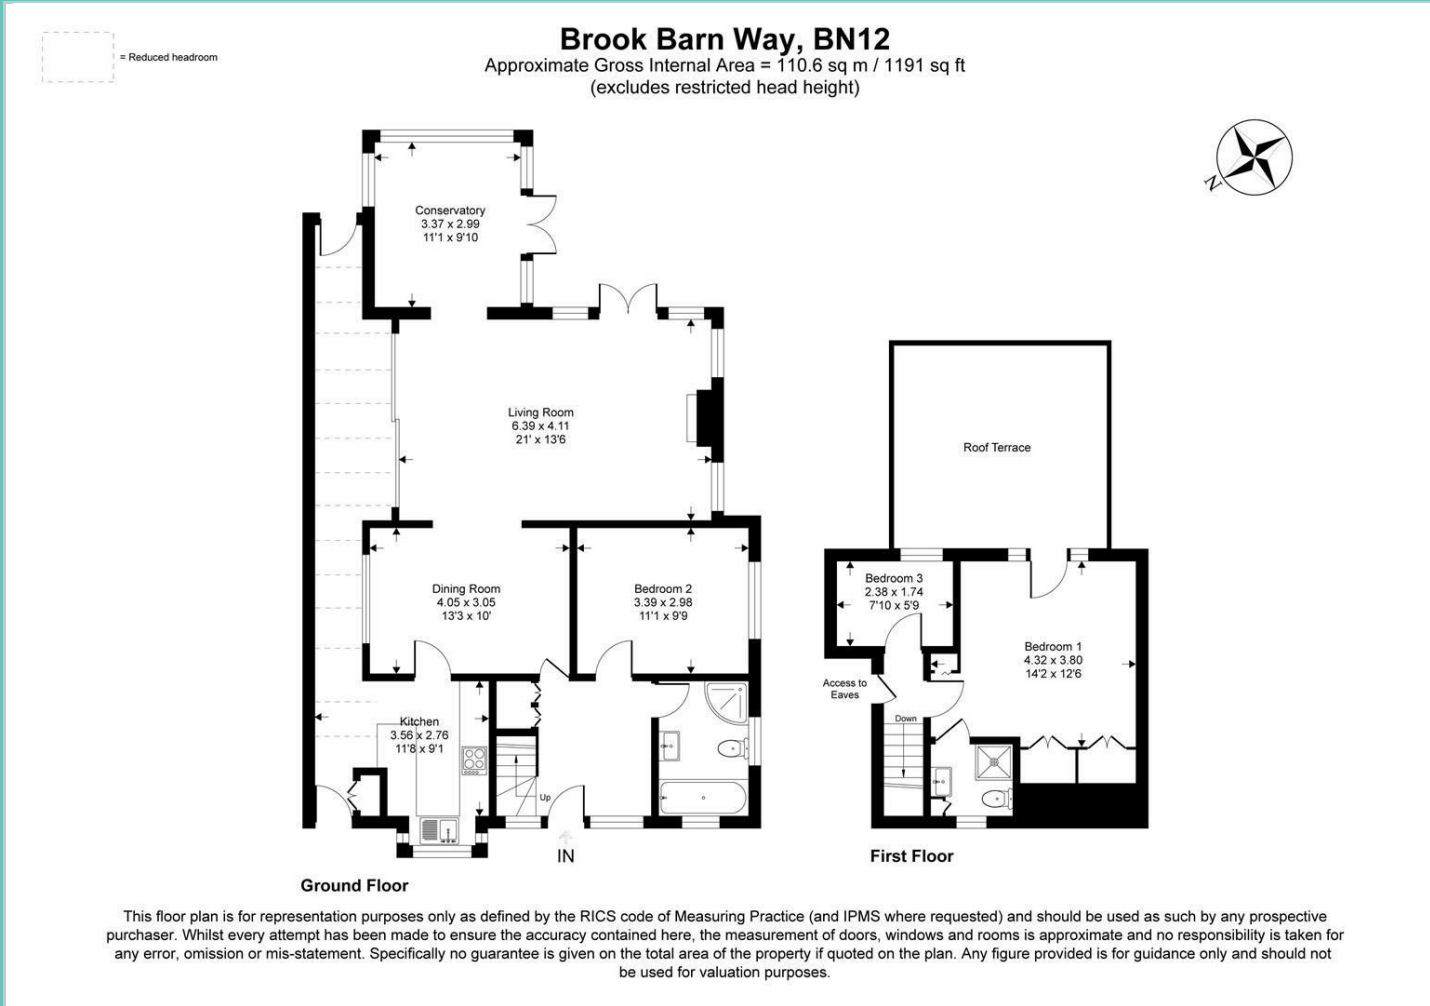 Brook Barn Way, BN12
Approximate Gross Internal Area = 110.6 sq m / 1191 sq ft
(excludes restricted head height)
= Reduced headroom
N
Conservatory
3.37 x 2.99
11'1 x 9'10
Living Room
6.39 x 4.11
21' x 13'6
Dining Room
4.05 x 3.05
13'3 x 10'
Bedroom 2
3.39 x 2.98
11'1 x 9'9
Kitchen
3.56 x 2.76
11'8 x 9'1
Up
IN
Ground Floor
Roof Terrace
Bedroom 3
2.38 x 1.74
7'10 x 5'9
Bedroom 1
4.32 x 3.80
14'2 x 12'6
Access to
Eaves
Down
First Floor
This floor plan is for representation purposes only as defined by the RICS code of Measuring Practice (and IPMS where requested) and should be used as such by any prospective
purchaser. Whilst every attempt has been made to ensure the accuracy contained here, the measurement of doors, windows and rooms is approximate and no responsibility is taken for
any error, omission or mis-statement. Specifically no guarantee is given on the total area of the property if quoted on the plan. Any figure provided is for guidance only and should not
be used for valuation purposes.